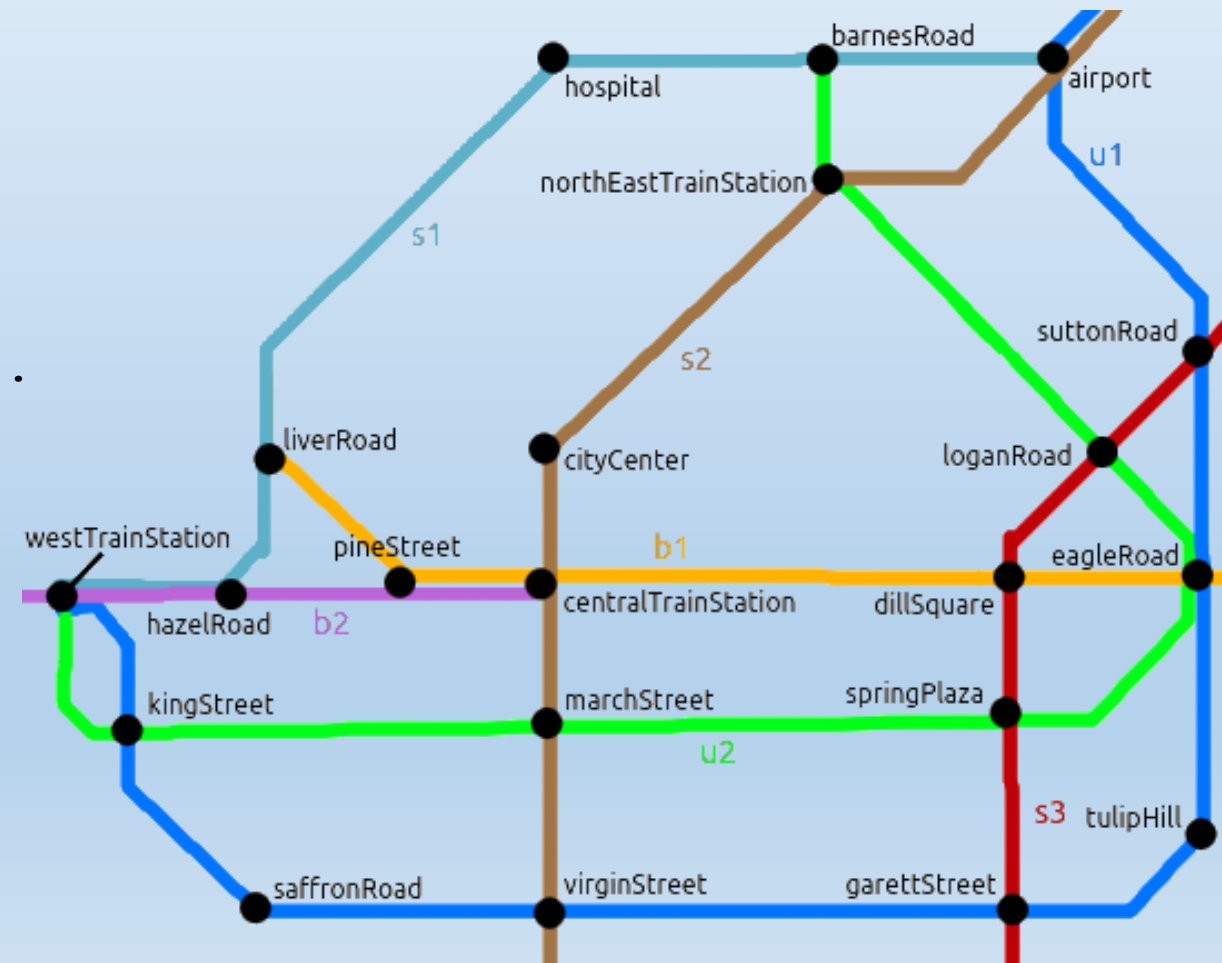 barnesRoad
hospital
airport
u1
northEastTrainStation
s1
suttonRoad
s2
liverRoad
cityCenter
loganRoad
westTrainStation
pineStreet
b1
eagleRoad
centralTrainStation
dillSquare
hazelRoad
b2
kingStreet
marchStreet
springPlaza
u2
s3
tulipHill
saffronRoad
virginStreet
garettStreet